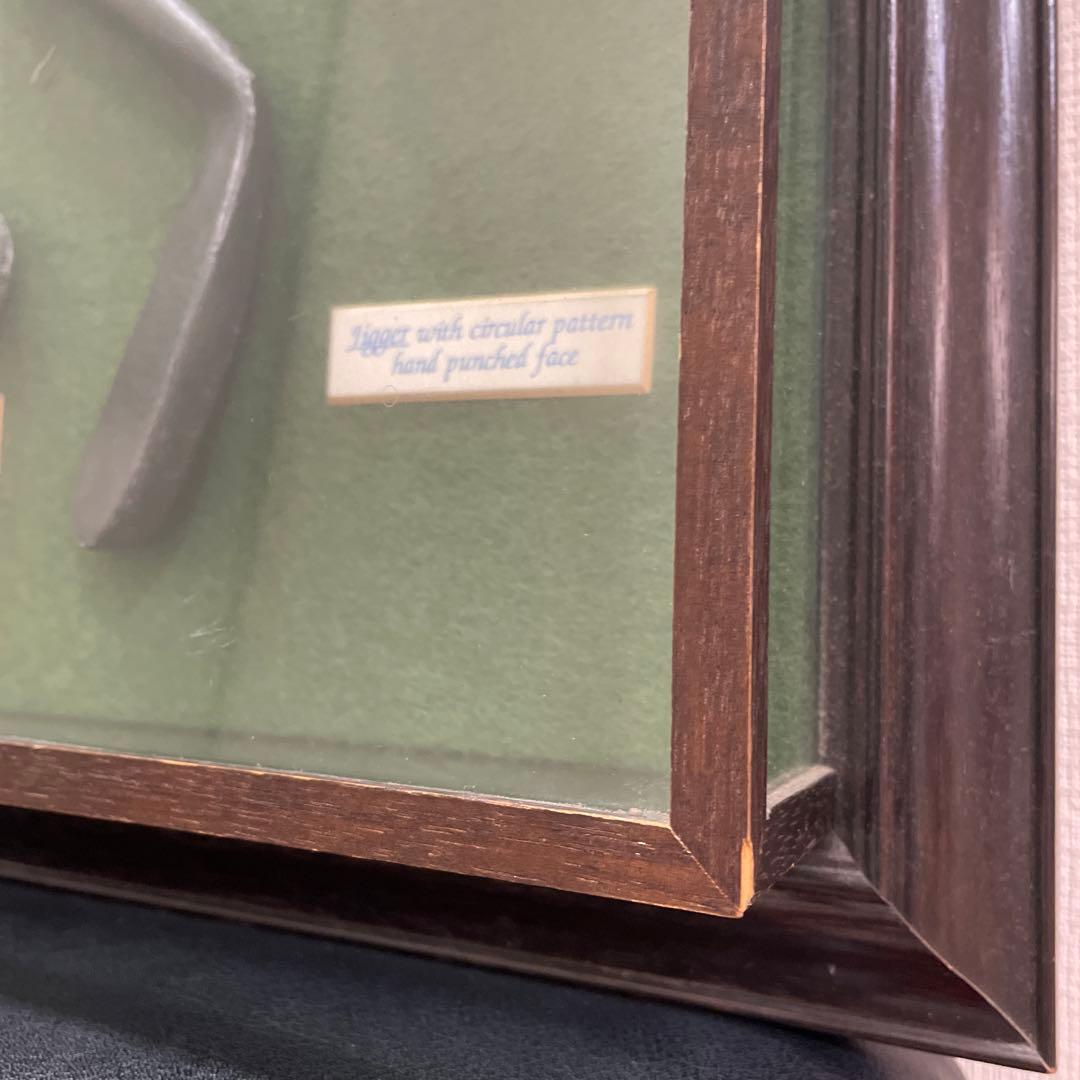 Jigger with circular pattern
hand punched face